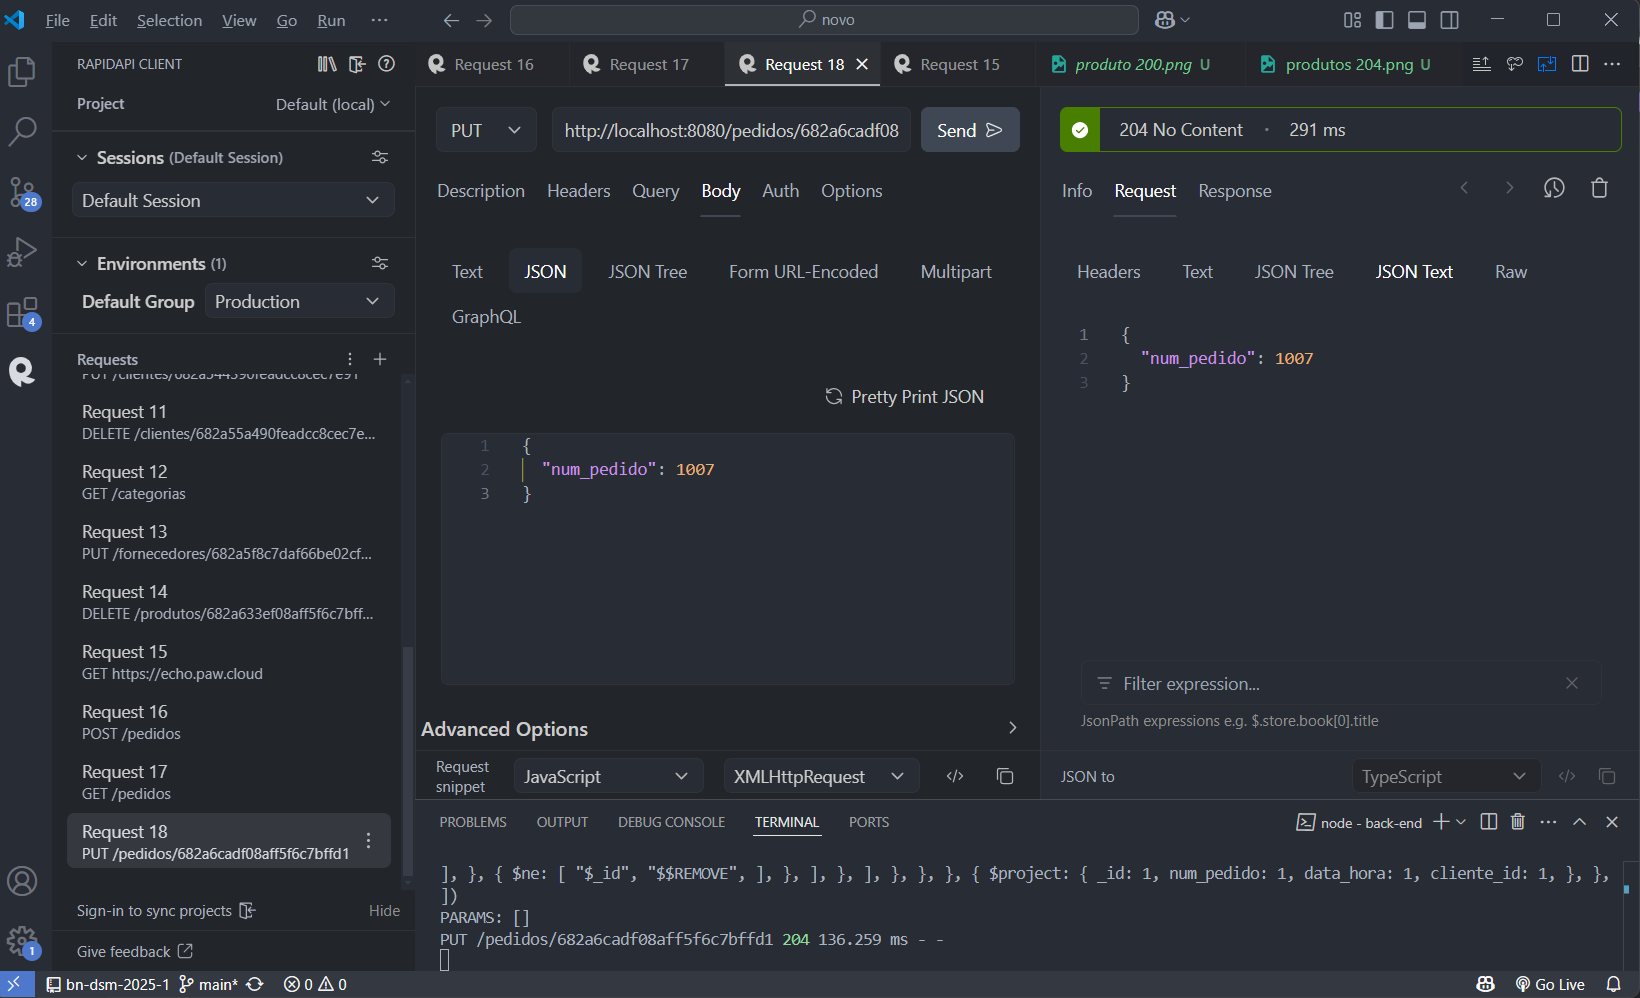 File Edit Selection View Go Run ···
novo
RAPIDAPI CLIENT
Project Default (local)
Sessions (Default Session)
Default Session
Environments (1)
Default Group Production
Requests
PUT /clientes/682a544390feadcc8cec7e91
Request 11
DELETE /clientes/682a55a490feadcc8cec7e...
Request 12
GET /categorias
Request 13
PUT /fornecedores/682a5f8c7daf66be02cf...
Request 14
DELETE /produtos/682a633ef08aff5f6c7bff...
Request 15
GET https://echo.paw.cloud
Request 16
POST /pedidos
Request 17
GET /pedidos
Request 18
PUT /pedidos/682a6cadf08aff5f6c7bffd1
Sign-in to sync projects Hide
Give feedback
28
4
1
Request 16 Request 17 Request 18 Request 15 produto 200.png U produtos 204.png U
PUT http://localhost:8080/pedidos/682a6cadf08 Send
Description Headers Query Body Auth Options
Text JSON JSON Tree Form URL-Encoded Multipart
GraphQL
Pretty Print JSON
1 {
2 "num_pedido": 1007
3 }
Advanced Options
Request snippet JavaScript XMLHttpRequest
204 No Content · 291 ms
Info Request Response
Headers Text JSON Tree JSON Text Raw
1 {
2 "num_pedido": 1007
3 }
Filter expression...
JsonPath expressions e.g. $.store.book[0].title
JSON to TypeScript
PROBLEMS OUTPUT DEBUG CONSOLE TERMINAL PORTS node - back-end
], }, { $ne: [ "$_id", "$$REMOVE", ], }, ], }, ], }, }, }, { $project: { _id: 1, num_pedido: 1, data_hora: 1, cliente_id: 1, }, },
])
PARAMS: []
PUT /pedidos/682a6cadf08aff5f6c7bffd1 204 136.259 ms - -
bn-dsm-2025-1 main* 0 0 Go Live